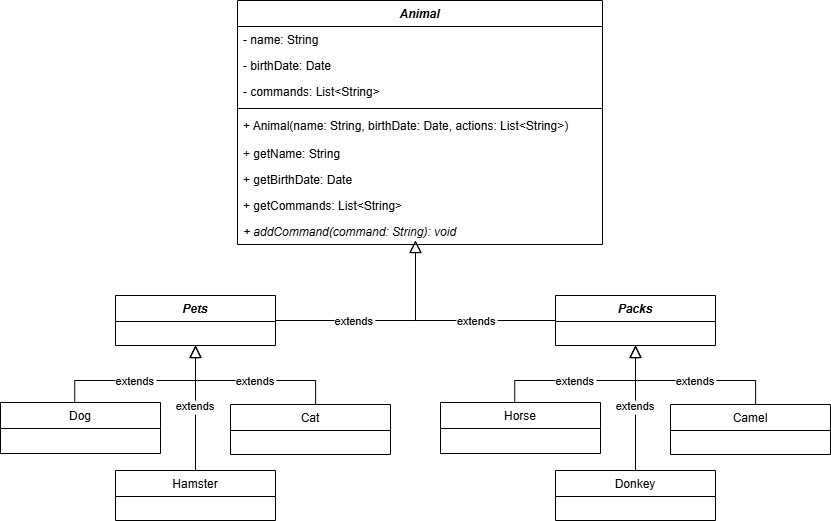 Animal
- name: String
- birthDate: Date
- commands: List<String>
+ Animal(name: String, birthDate: Date, actions: List<String>)
+ getName: String
+ getBirthDate: Date
+ getCommands: List<String>
+ addCommand(command: String): void
Pets
extends
extends
Packs
extends
extends
extends
extends
Dog
extends
Cat
Horse
extends
Camel
Hamster
Donkey